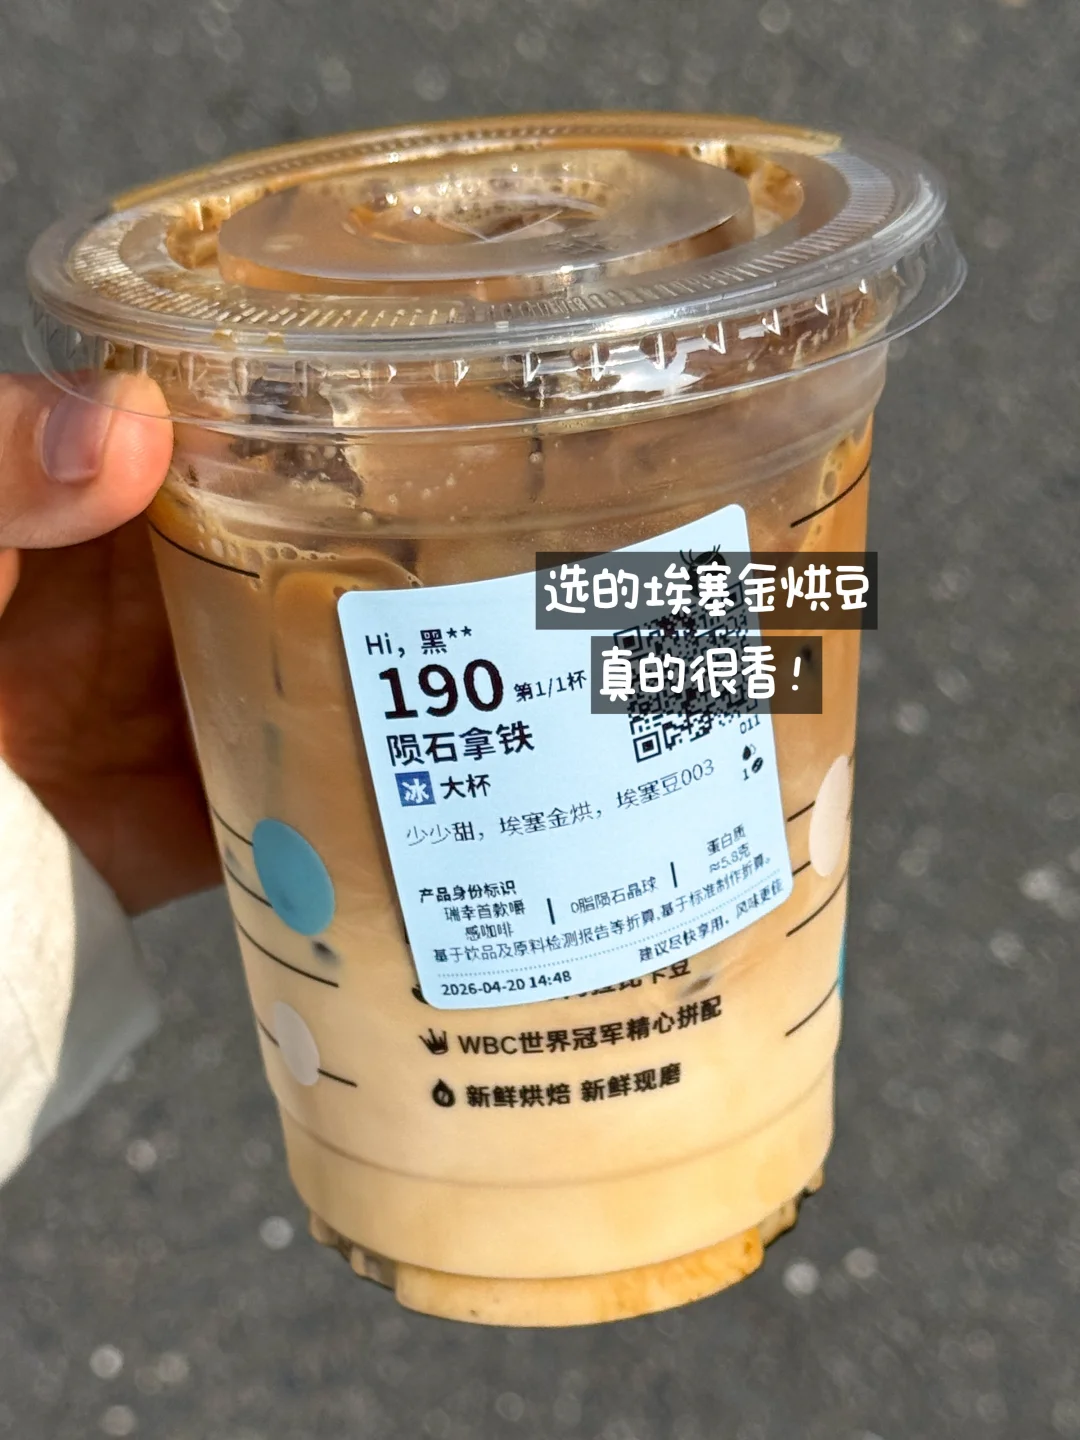 选的埃塞金烘豆
真的很香！
Hi，黑**
190 第1/1杯
陨石拿铁
冰 大杯
少少甜，埃塞金烘，埃塞豆003
011
1
产品身份标识
瑞幸首款嚼
感咖啡
0脂陨石晶球
蛋白质
≈5.8克
基于饮品及原料检测报告等折算,基于标准制作折算。
建议尽快享用，风味更佳
2026-04-20 14:48
WBC世界冠军精心拼配
新鲜烘焙 新鲜现磨